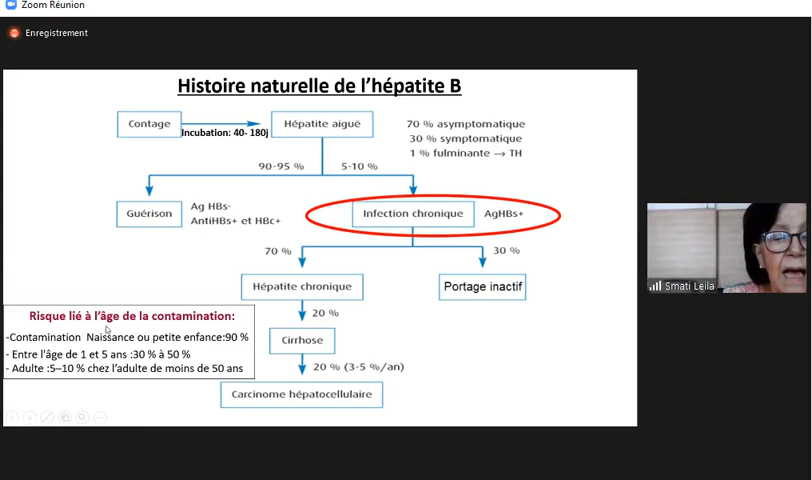 Zoom Réunion
Enregistrement
Histoire naturelle de l'hépatite B
Contage
Incubation: 40- 180j
Hépatite aiguë
70 % asymptomatique
30 % symptomatique
1 % fulminante → TH
90-95 %
5-10 %
Guérison
Ag HBs-
AntiHBs+ et HBc+
Infection chronique
AgHBs+
70 %
30 %
Hépatite chronique
Portage inactif
20 %
Cirrhose
20 % (3-5 %/an)
Carcinome hépatocellulaire
Risque lié à l'âge de la contamination:
-Contamination Naissance ou petite enfance:90 %
- Entre l'âge de 1 et 5 ans :30 % à 50 %
- Adulte :5–10 % chez l'adulte de moins de 50 ans
Smati Leila